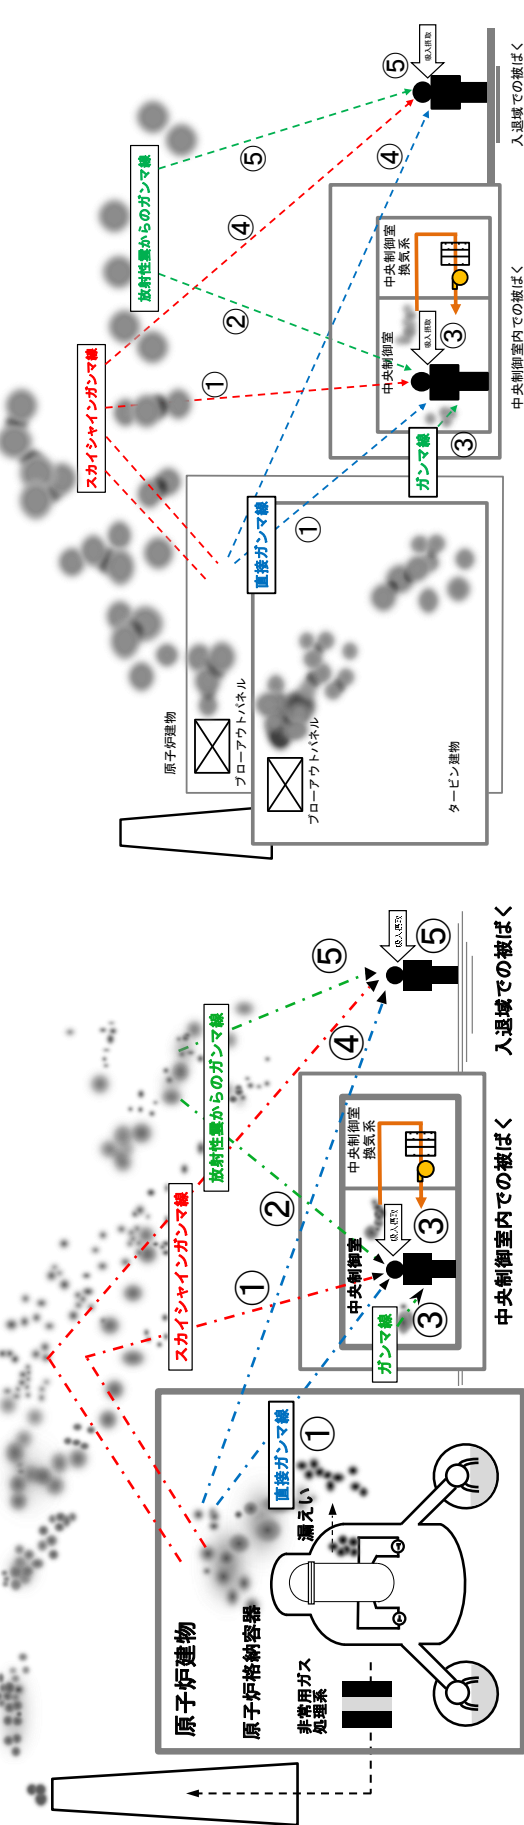 原子炉建物
原子炉格納容器
漏えい
非常用ガス
処理系
直接ガンマ線
①
スカイシャインガンマ線
放射性雲からのガンマ線
①
②
④
⑤
中央制御室
中央制御室
換気系
吸入摂取
ガンマ線
③
③
吸入摂取
⑤
中央制御室内での被ばく
入退域での被ばく
原子炉建物
ブローアウトパネル
ブローアウトパネル
タービン建物
直接ガンマ線
①
スカイシャインガンマ線
放射性雲からのガンマ線
①
②
④
④
⑤
中央制御室
中央制御室
換気系
吸入摂取
ガンマ線
③
③
吸入摂取
⑤
中央制御室内での被ばく
入退域での被ばく